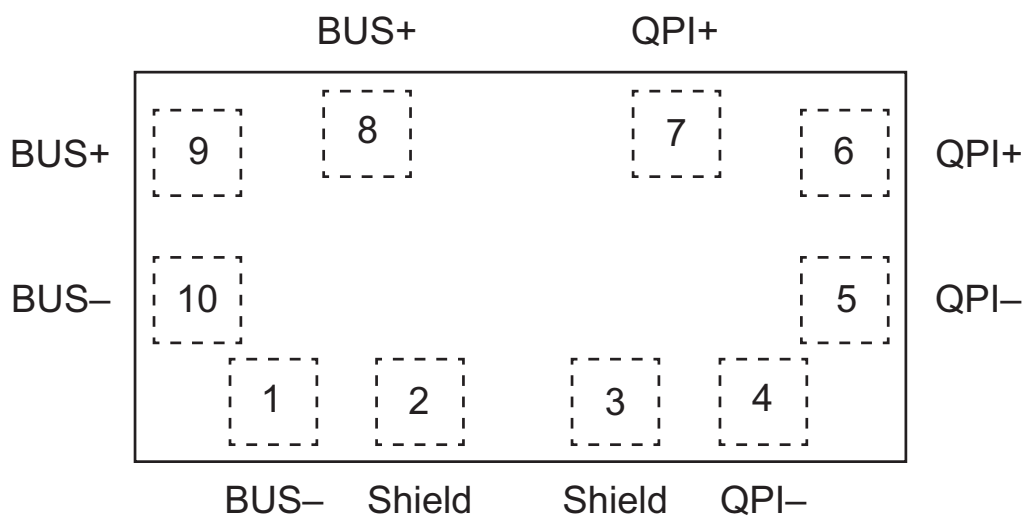 BUS+ QPI+
8 7
BUS+ 9 6 QPI+
BUS– 10 5 QPI–
1 2 3 4
BUS– Shield Shield QPI–